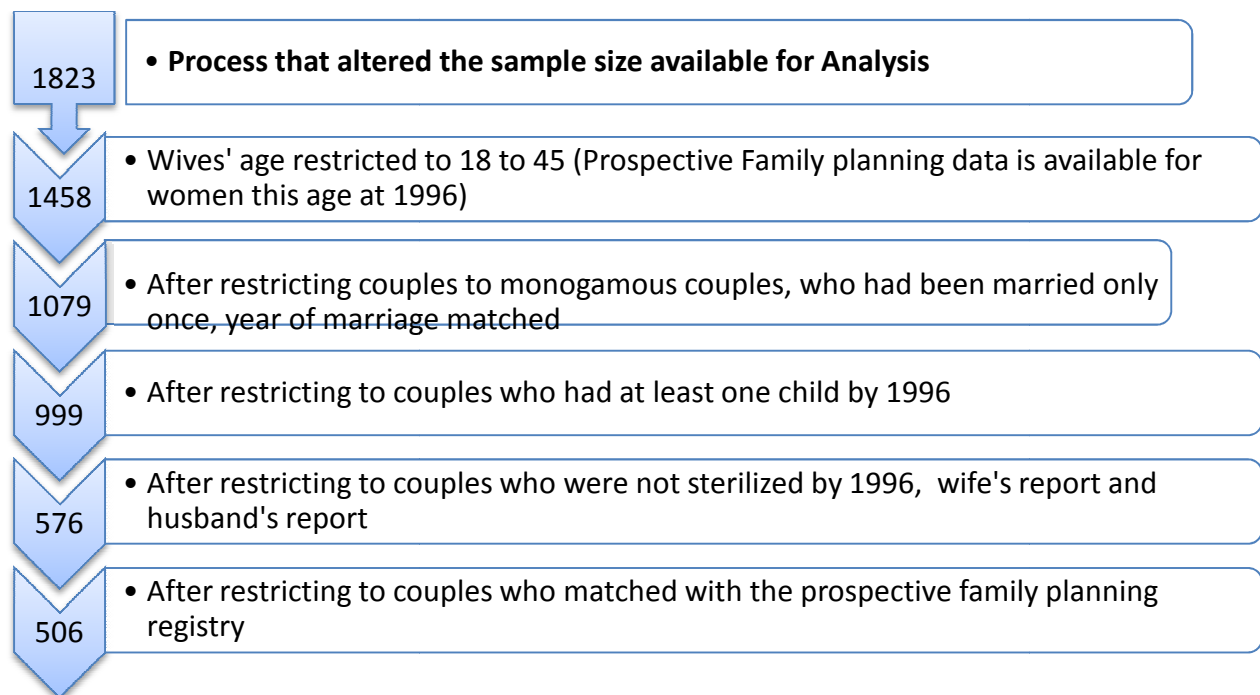 1823
• Process that altered the sample size available for Analysis
1458
• Wives' age restricted to 18 to 45 (Prospective Family planning data is available for
women this age at 1996)
1079
• After restricting couples to monogamous couples, who had been married only
once, year of marriage matched
999
• After restricting to couples who had at least one child by 1996
576
• After restricting to couples who were not sterilized by 1996,  wife's report and
husband's report
506
• After restricting to couples who matched with the prospective family planning
registry